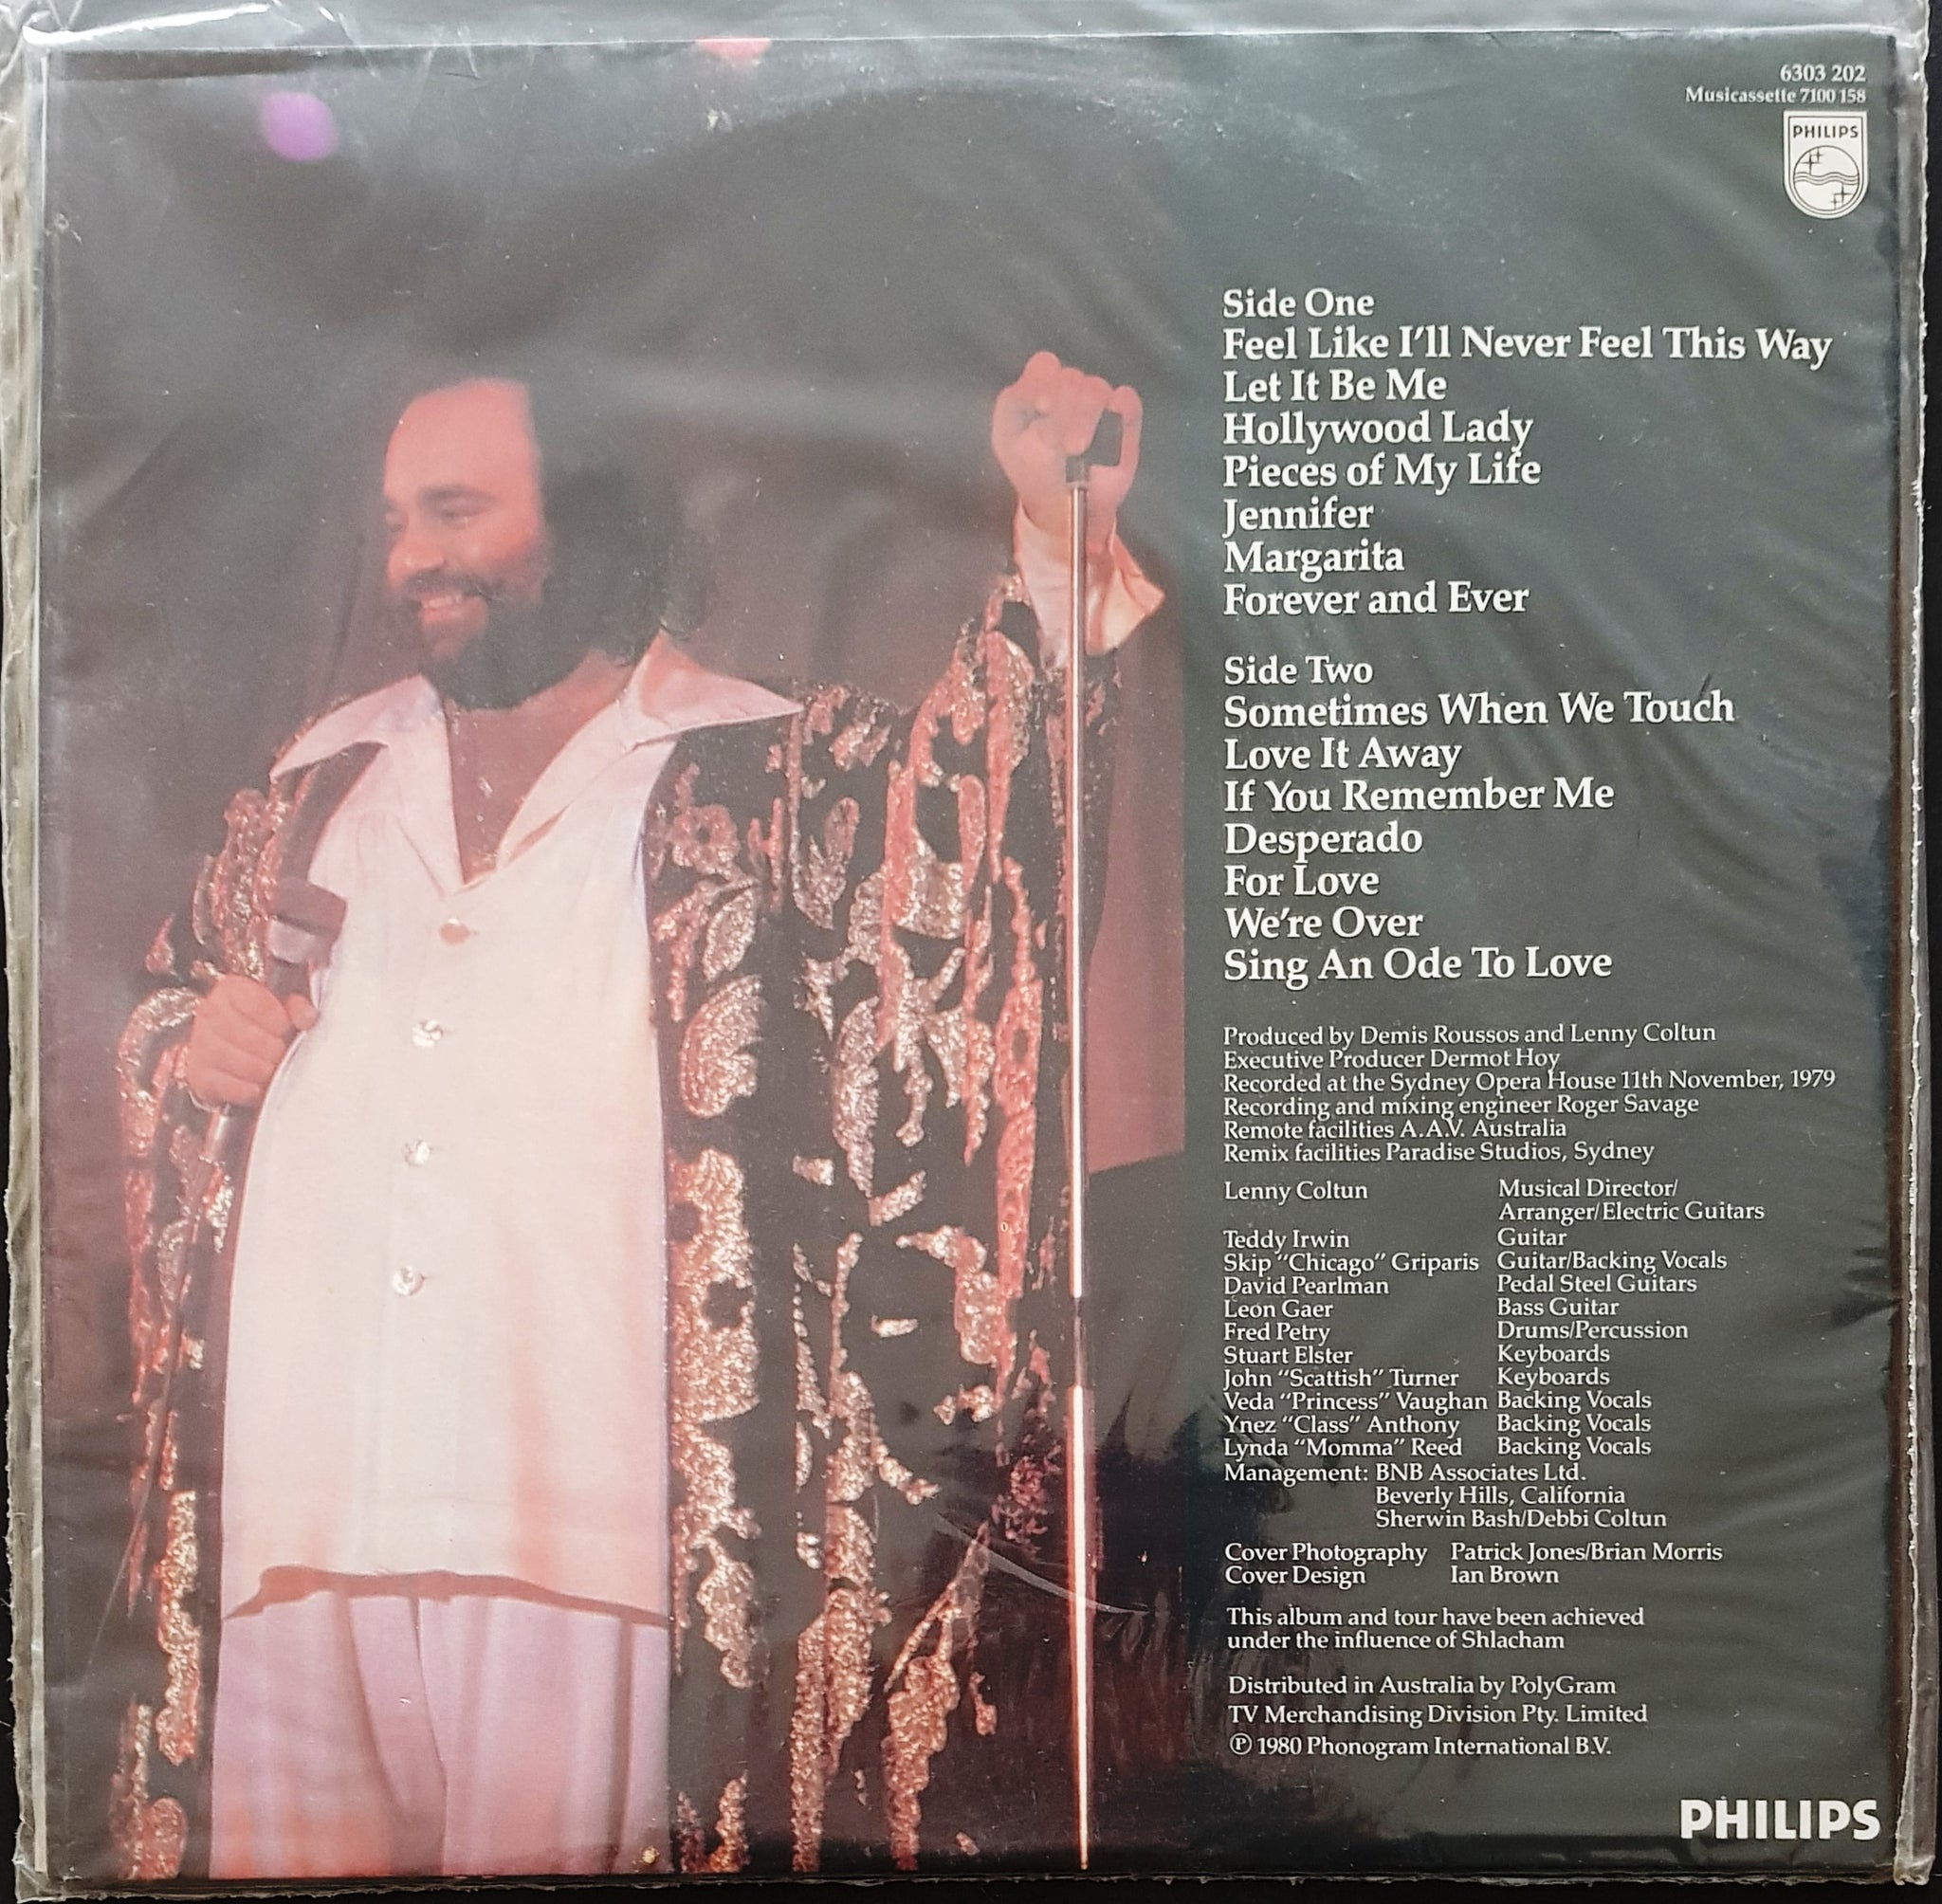 6303 202
Musicassette 7100 158
PHILIPS
Side One
Feel Like I'll Never Feel This Way
Let It Be Me
Hollywood Lady
Pieces of My Life
Jennifer
Margarita
Forever and Ever
Side Two
Sometimes When We Touch
Love It Away
If You Remember Me
Desperado
For Love
We're Over
Sing An Ode To Love
Produced by Demis Roussos and Lenny Coltun
Executive Producer Dermot Hoy
Recorded at the Sydney Opera House 11th November, 1979
Recording and mixing engineer Roger Savage
Remote facilities A.A.V. Australia
Remix facilities Paradise Studios, Sydney
Lenny Coltun Musical Director/
Arranger/Electric Guitars
Teddy Irwin Guitar
Skip "Chicago" Griparis Guitar/Backing Vocals
David Pearlman Pedal Steel Guitars
Leon Gaer Bass Guitar
Fred Petry Drums/Percussion
Stuart Elster Keyboards
John "Scattish" Turner Keyboards
Veda "Princess" Vaughan Backing Vocals
Ynez "Class" Anthony Backing Vocals
Lynda "Momma" Reed Backing Vocals
Management: BNB Associates Ltd.
Beverly Hills, California
Sherwin Bash/Debbi Coltun
Cover Photography Patrick Jones/Brian Morris
Cover Design Ian Brown
This album and tour have been achieved
under the influence of Shlacham
Distributed in Australia by PolyGram
TV Merchandising Division Pty. Limited
℗ 1980 Phonogram International B.V.
PHILIPS